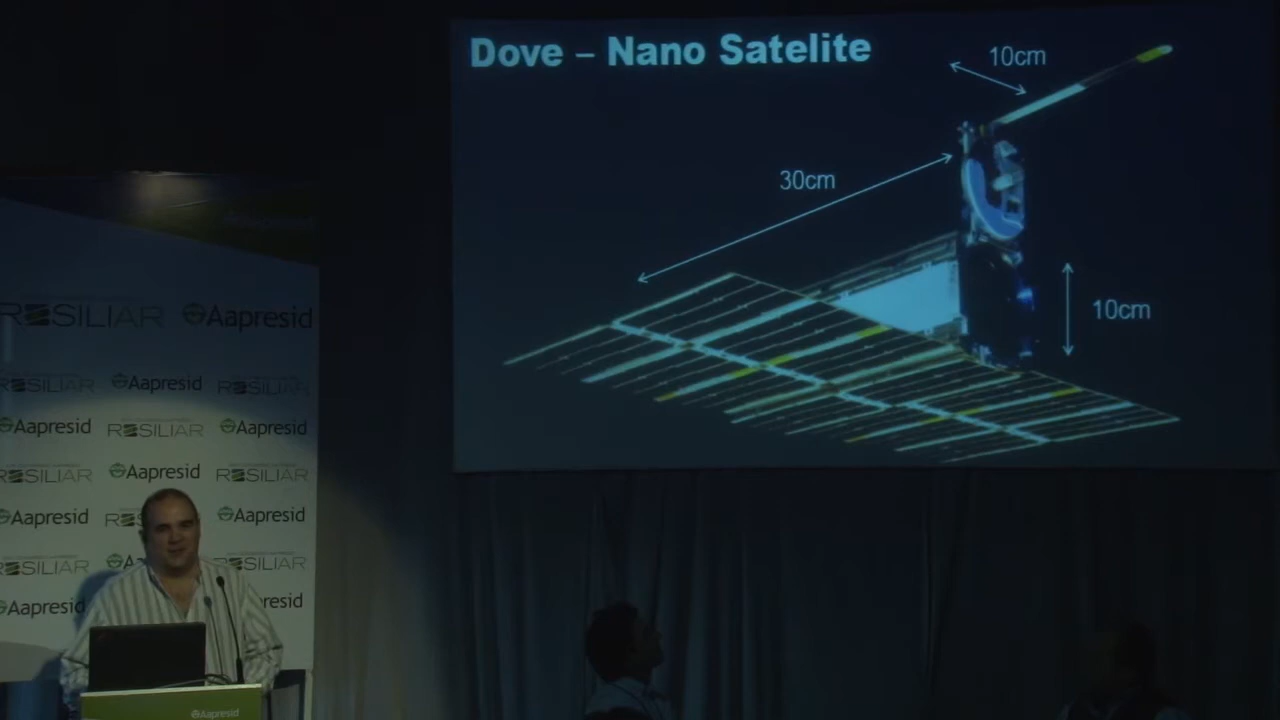 Dove – Nano Satelite
10cm
30cm
10cm
RESILIAR Aapresid
RESILIAR Aapresid RESILIAR
Aapresid RESILIAR Aapresid
RESILIAR Aapresid RESILIAR
Aapresid Aapresid
RESILIAR RESILIAR
Aapresid
Aapresid